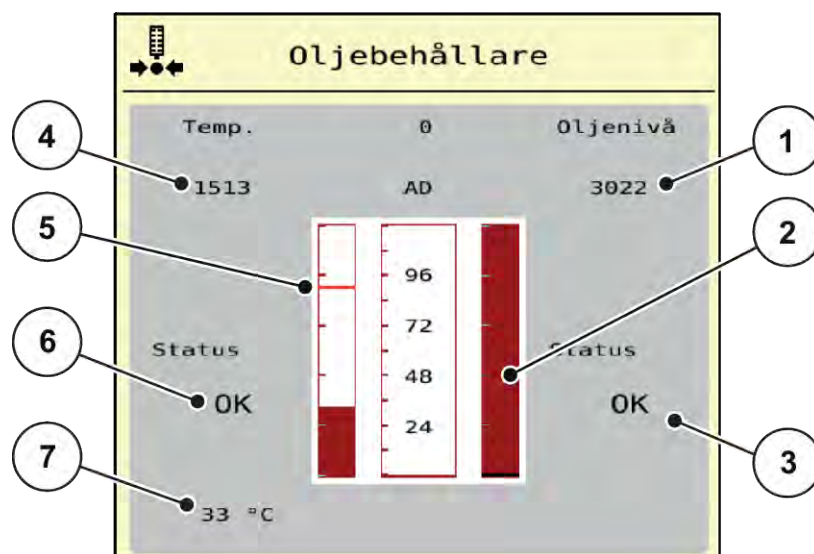 Oljebehållare
Temp. 0 Oljenivå
4 1
1513 AD 3022
5 2
96
72
6 Status Status
48
OK OK
24
7 3
33 °C